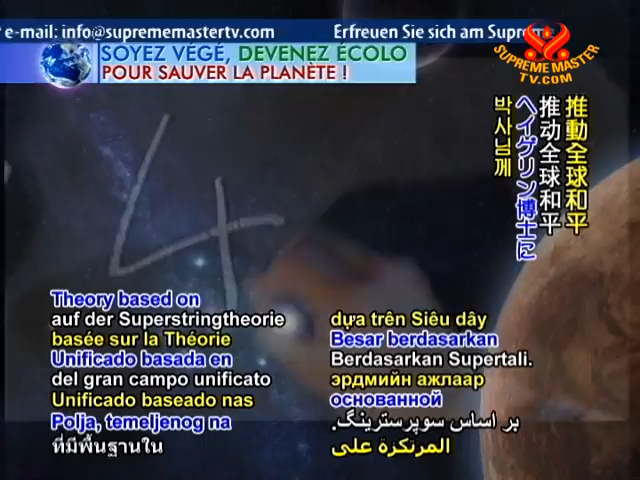 e-mail: info@suprememastertv.com Erfreuen Sie sich am Supreme
SOYEZ VÉGÉ, DEVENEZ ÉCOLO
POUR SAUVER LA PLANÈTE !
SUPREME MASTER
TV.COM
推動全球和平
推动全球和平
ヘイゲリン博士に
박사님께
4
Theory based on
auf der Superstringtheorie
basée sur la Théorie
Unificado basada en
del gran campo unificato
Unificado baseado nas
Polja, temeljenog na
ที่มีพื้นฐานใน
dựa trên Siêu dây
Besar berdasarkan
Berdasarkan Supertali.
эрдмийн ажлаар
основанной
بر اساس سوپرسترینگ.
المرتكزة على